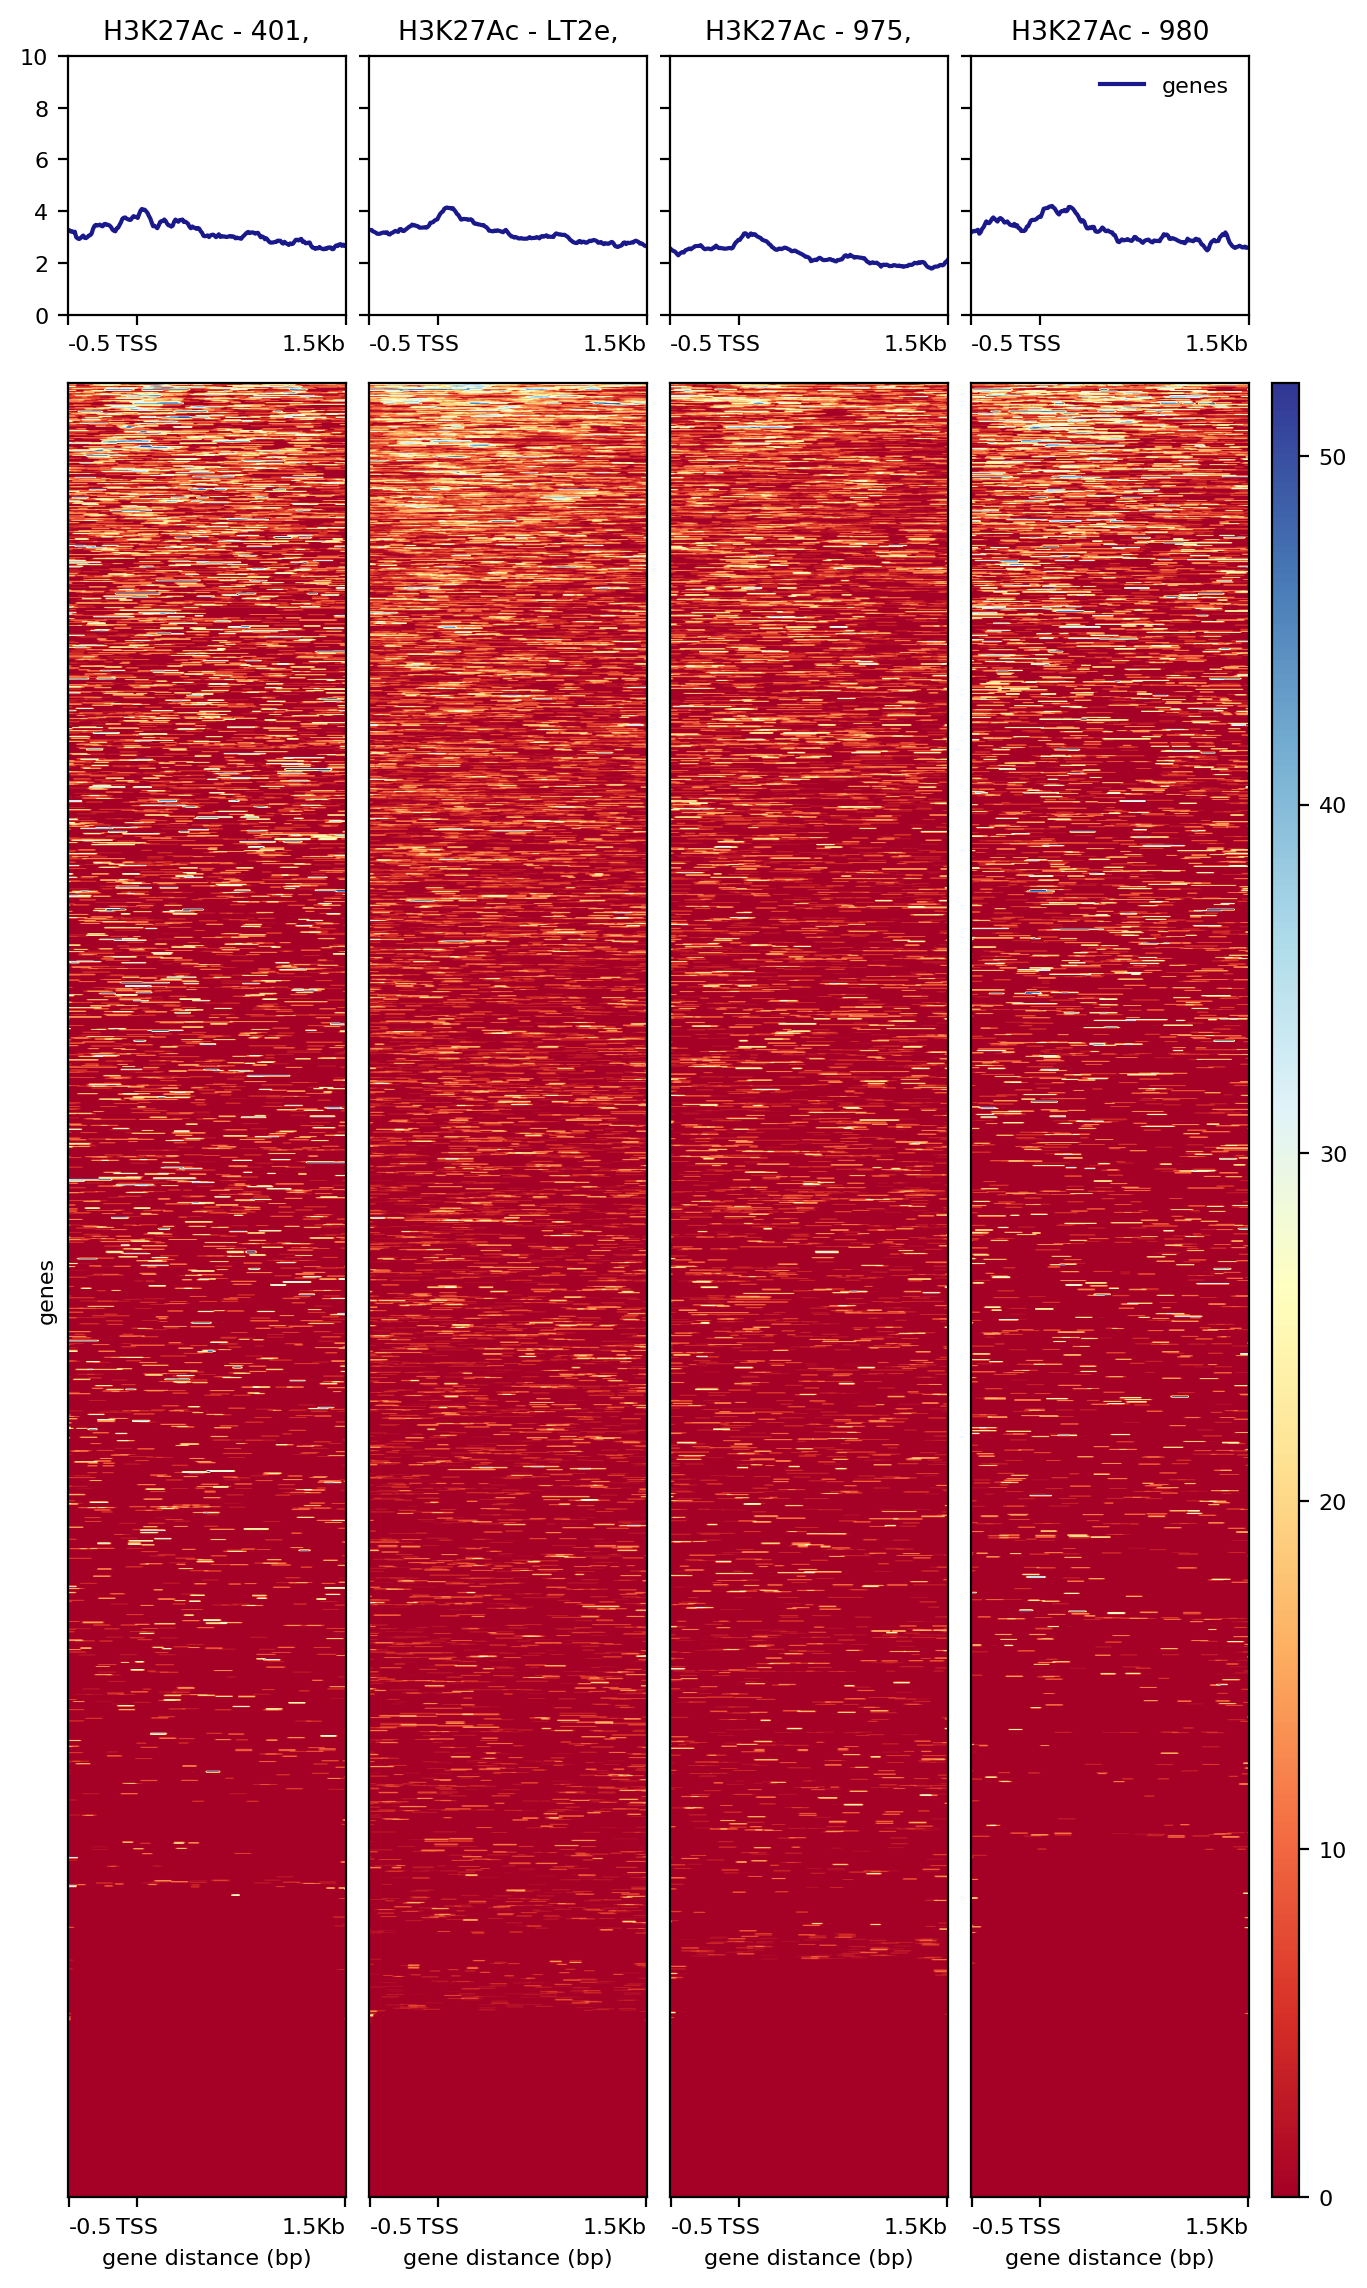 H3K27Ac - 401,
H3K27Ac - LT2e,
H3K27Ac - 975,
H3K27Ac - 980
10
8
6
4
2
0
genes
-0.5 TSS 1.5Kb
-0.5 TSS 1.5Kb
-0.5 TSS 1.5Kb
-0.5 TSS 1.5Kb
genes
50
40
30
20
10
0
-0.5 TSS 1.5Kb
-0.5 TSS 1.5Kb
-0.5 TSS 1.5Kb
-0.5 TSS 1.5Kb
gene distance (bp)
gene distance (bp)
gene distance (bp)
gene distance (bp)